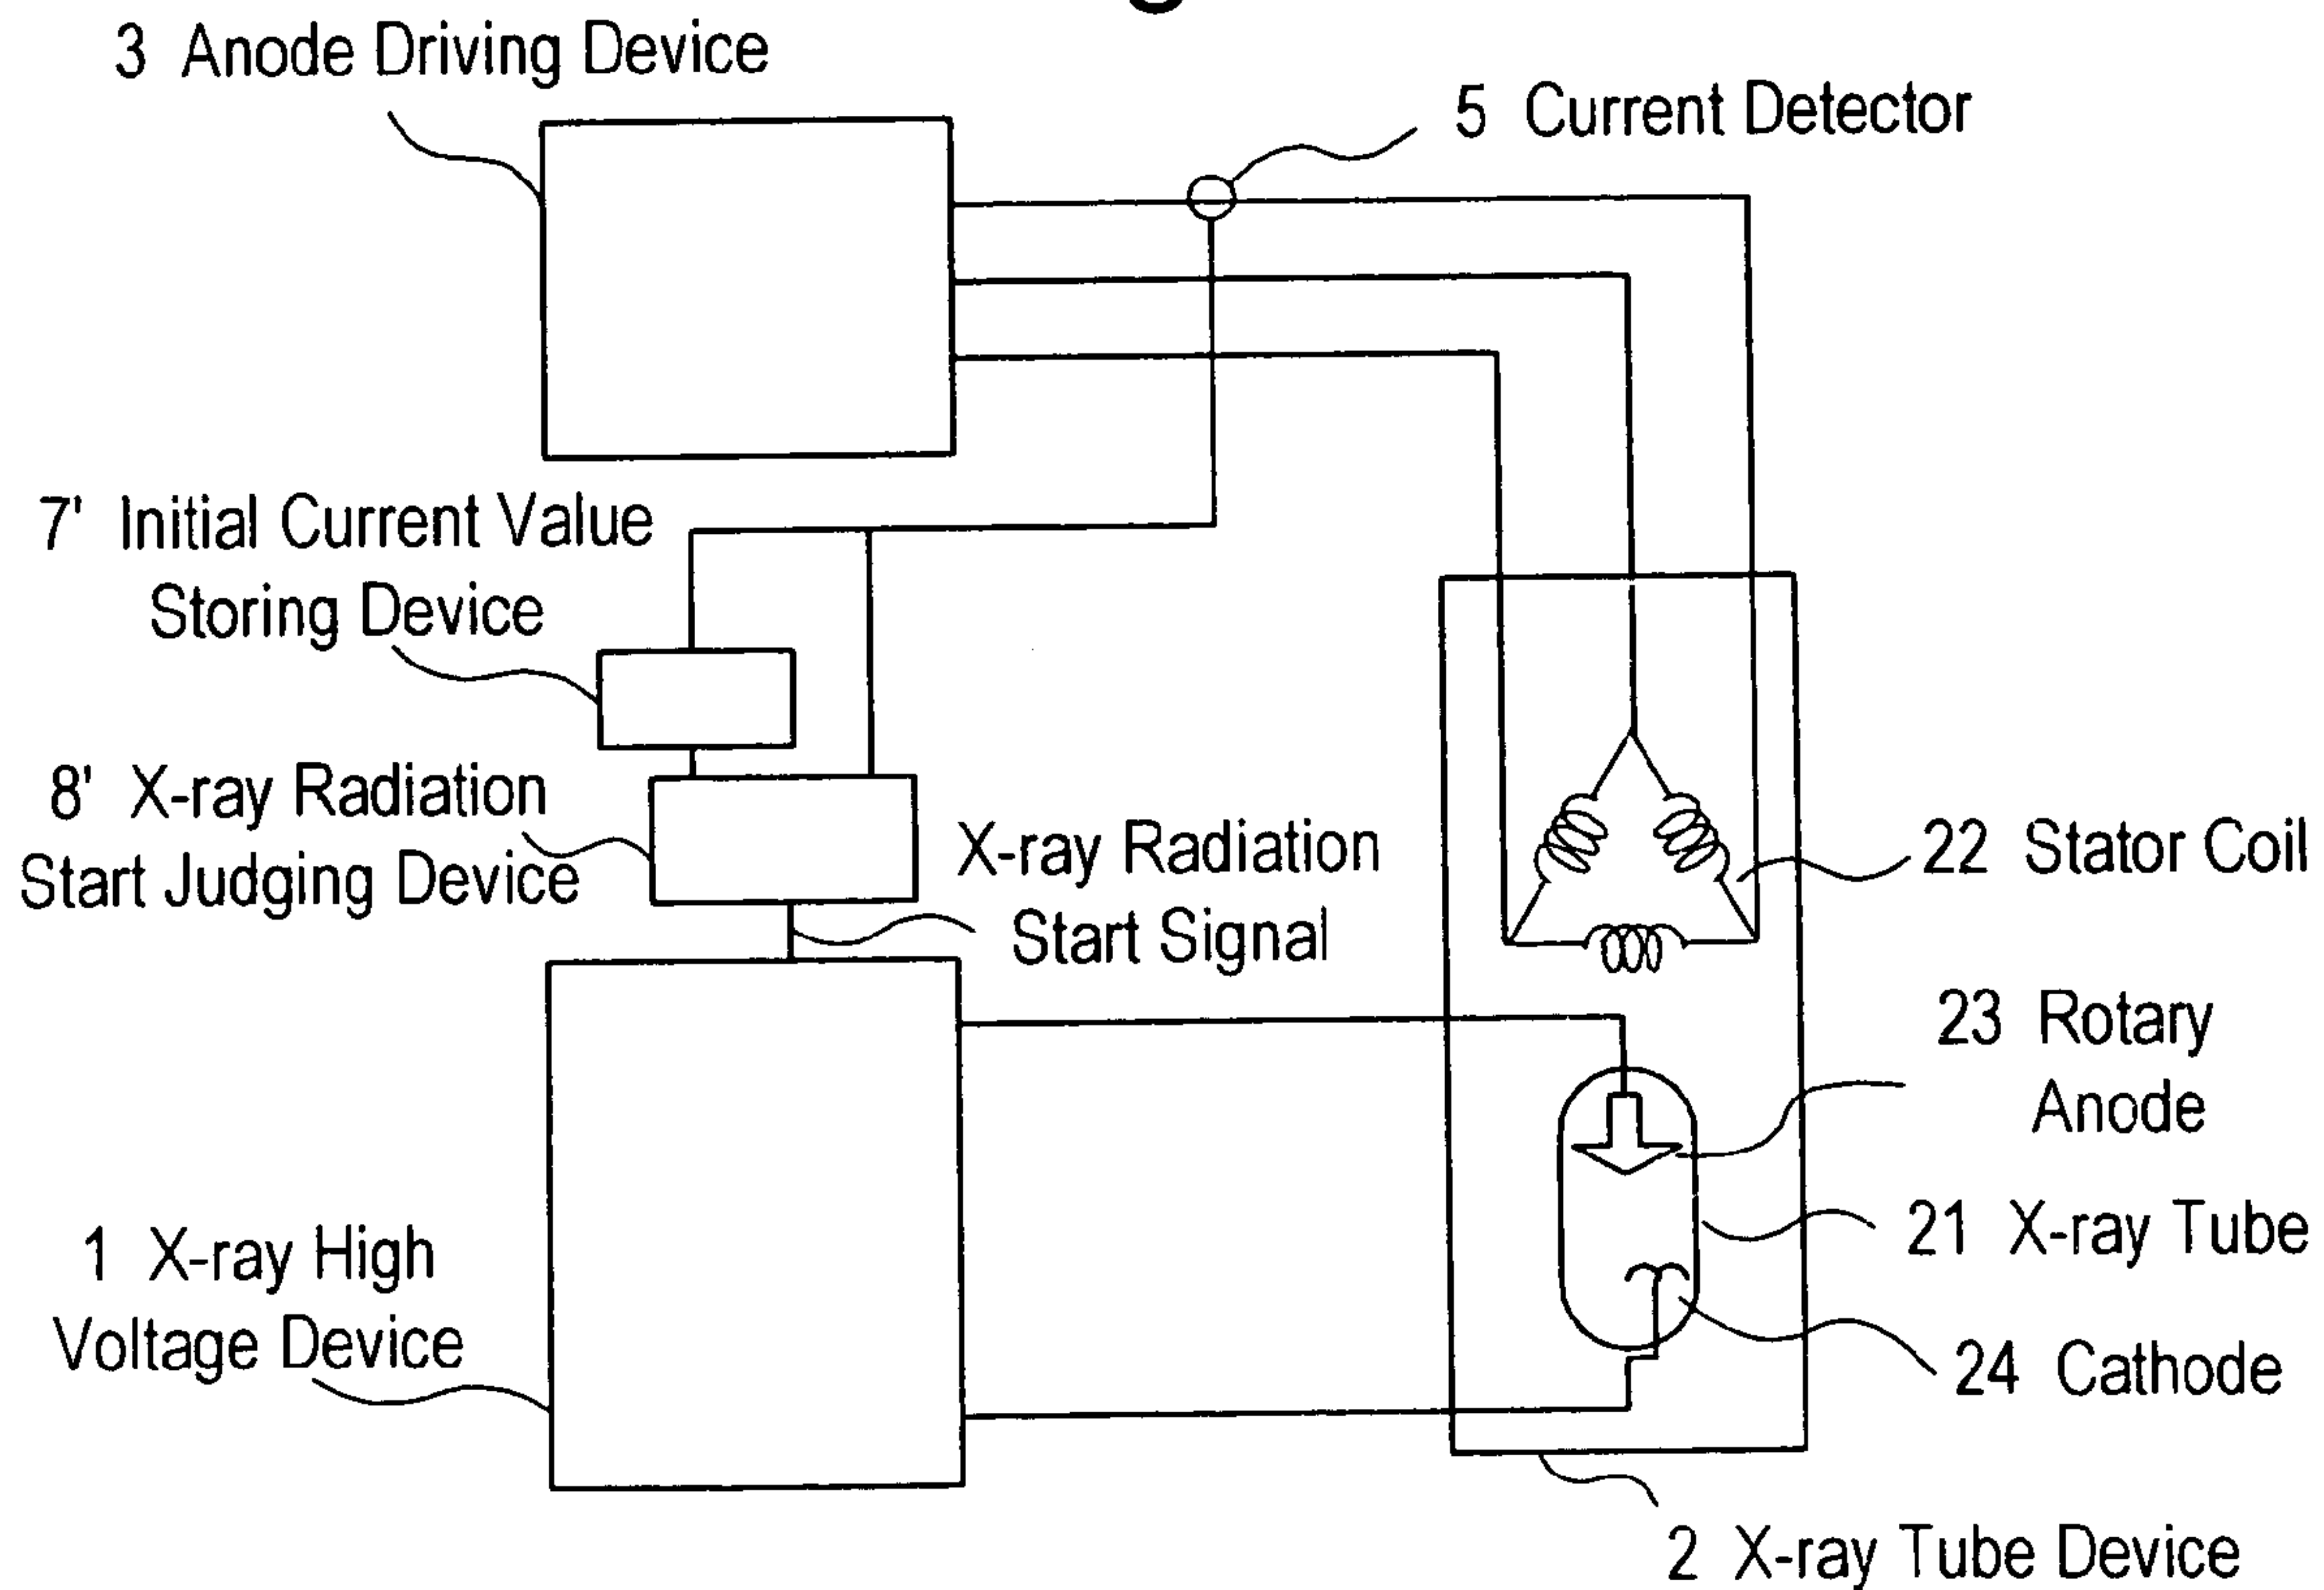 3 Anode Driving Device
5 Current Detector
7' Initial Current Value
Storing Device
8' X-ray Radiation
Start Judging Device
X-ray Radiation
Start Signal
22 Stator Coil
23 Rotary
Anode
21 X-ray Tube
1 X-ray High
Voltage Device
24 Cathode
2 X-ray Tube Device